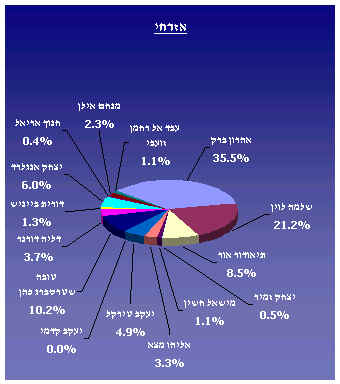 אזרחי
מנחם אילן
2.3%
חנוך אריאל
0.4%
עבד אל רחמן
זועבי
1.1%
אהרון ברק
35.5%
יצחק אנגלרד
6.0%
דורית בייניש
1.3%
שלמה לוין
21.2%
דליה דורנר
3.7%
תיאודור אור
8.5%
טובה
שטרסברג כהן
10.2%
יצחק זמיר
0.5%
מישאל חשין
1.1%
יעקב טירקל
4.9%
יעקב קדמי
0.0%
אליהו מצא
3.3%